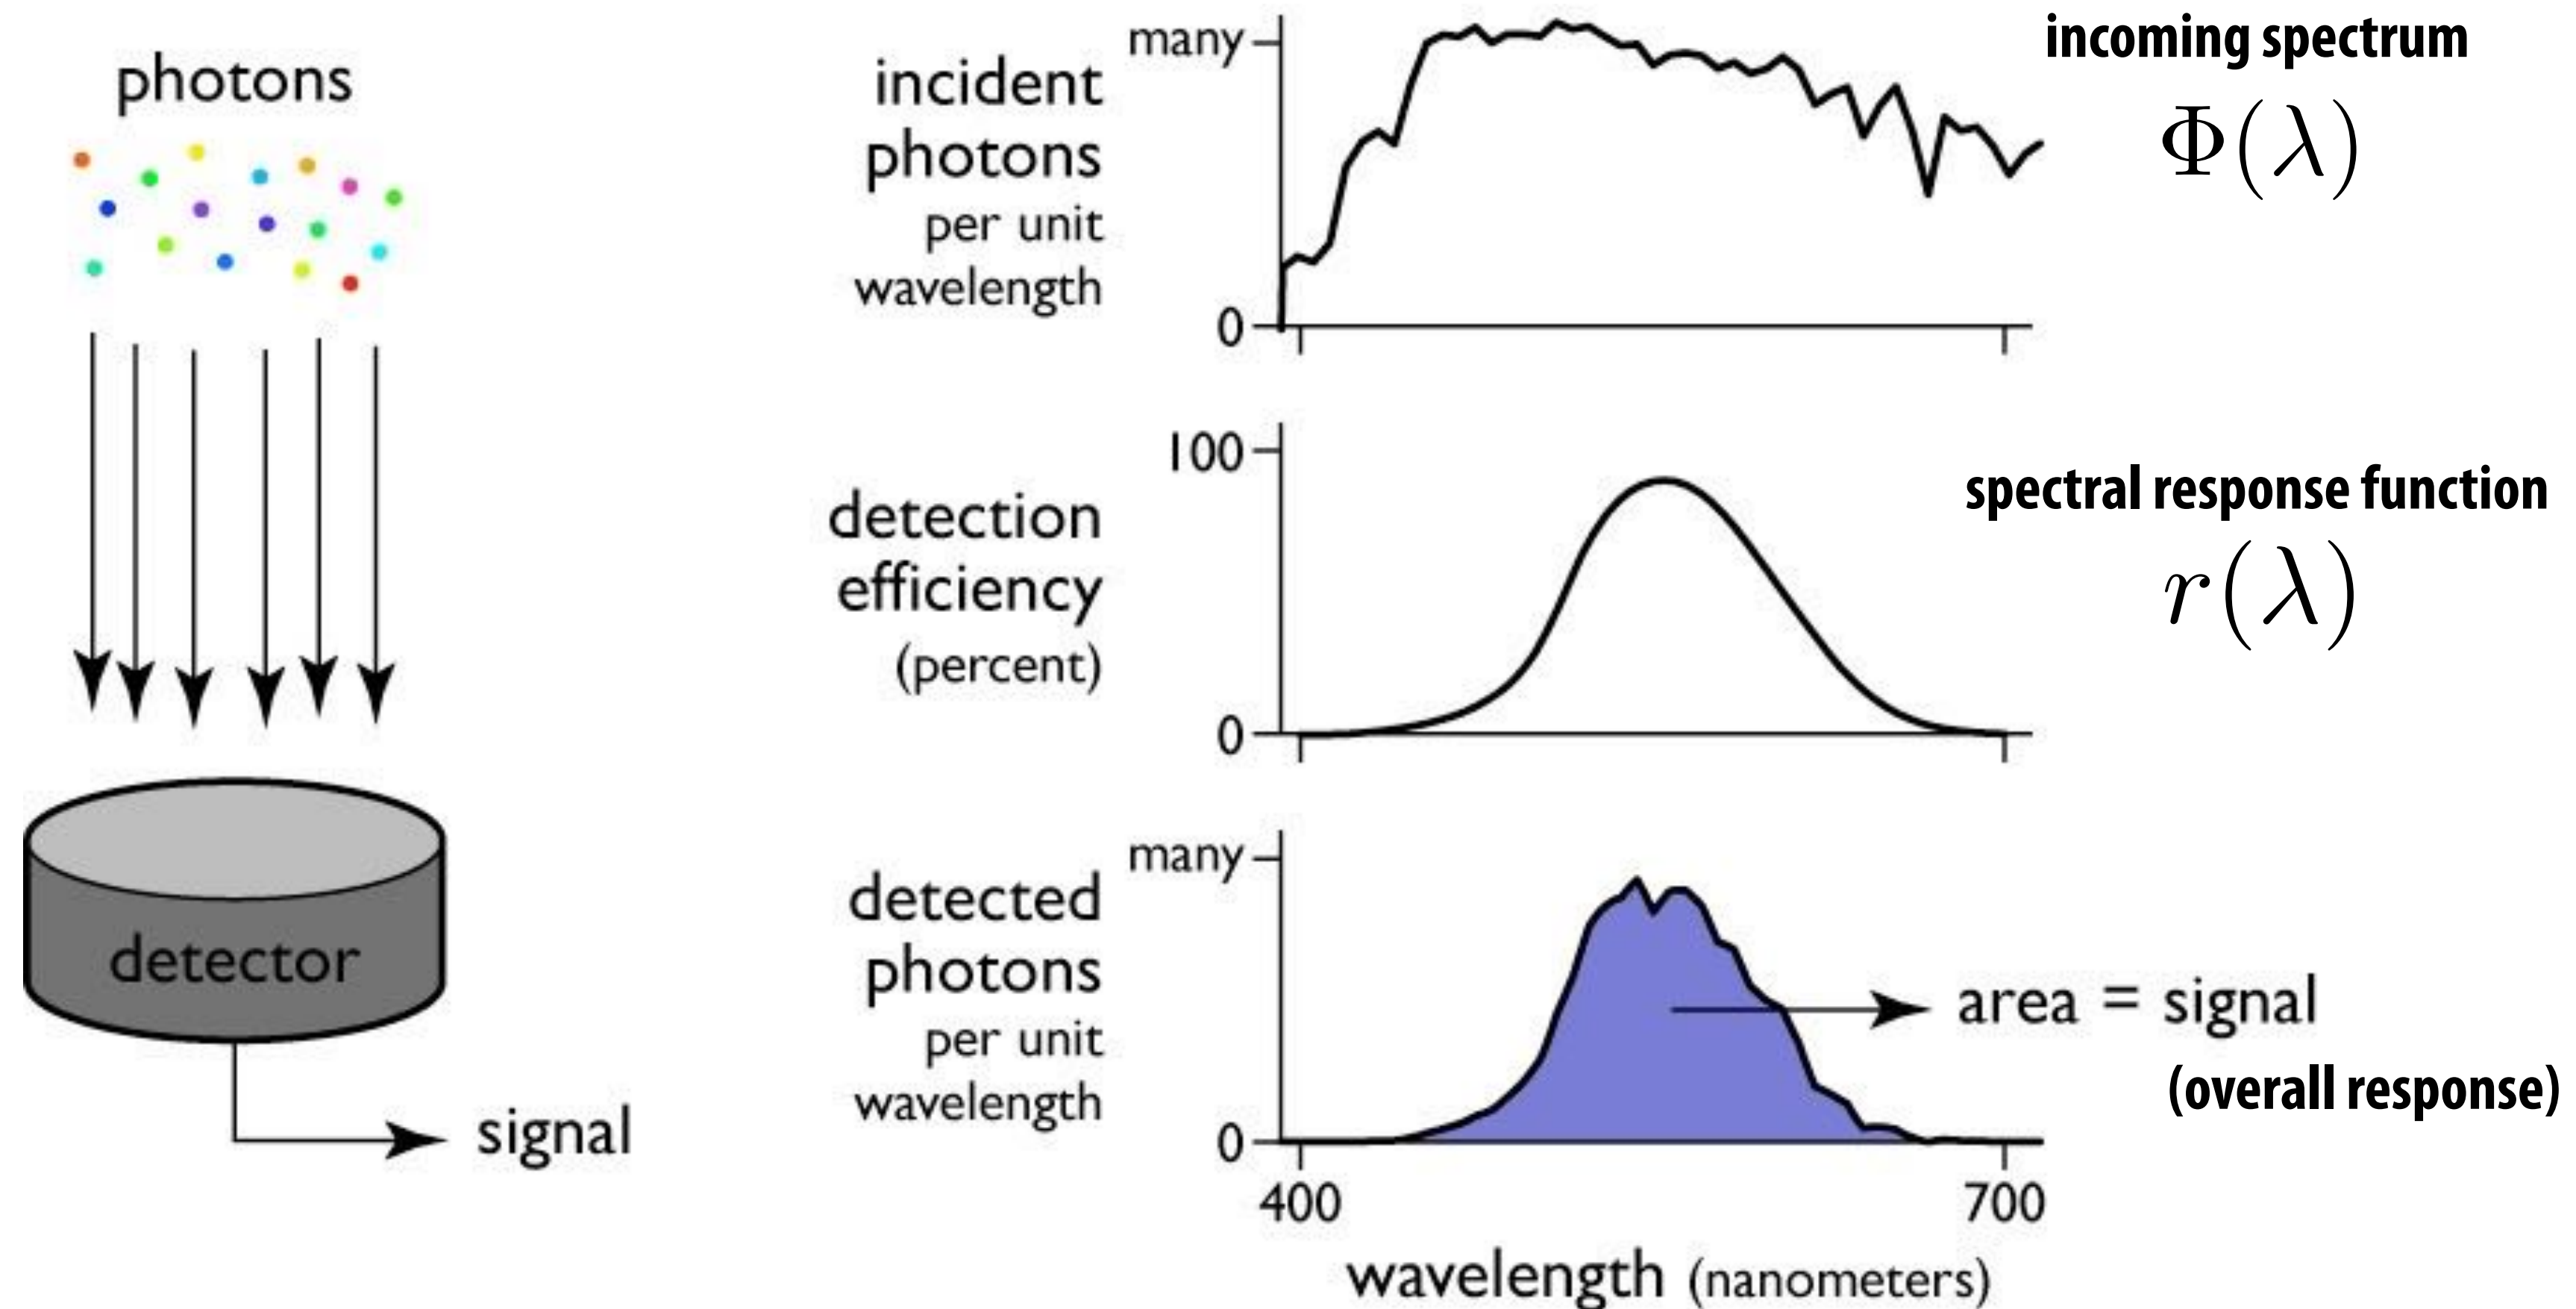 photons
detector
signal
incident
photons
per unit
wavelength
many
0
incoming spectrum
Φ(λ)
detection
efficiency
(percent)
100
0
spectral response function
r(λ)
detected
photons
per unit
wavelength
many
0
area = signal
(overall response)
400
700
wavelength (nanometers)